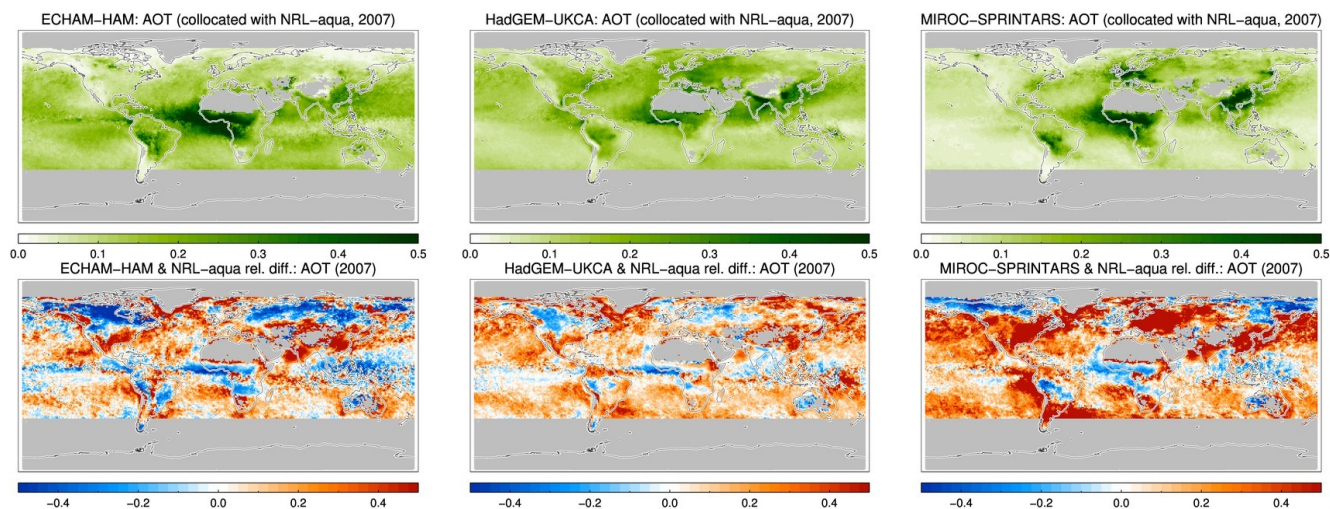 ECHAM−HAM: AOT (collocated with NRL−aqua, 2007)
HadGEM−UKCA: AOT (collocated with NRL−aqua, 2007)
MIROC−SPRINTARS: AOT (collocated with NRL−aqua, 2007)
0.0 0.1 0.2 0.3 0.4 0.5
0.0 0.1 0.2 0.3 0.4 0.5
0.0 0.1 0.2 0.3 0.4 0.5
ECHAM−HAM & NRL−aqua rel. diff.: AOT (2007)
HadGEM−UKCA & NRL−aqua rel. diff.: AOT (2007)
MIROC−SPRINTARS & NRL−aqua rel. diff.: AOT (2007)
−0.4 −0.2 0.0 0.2 0.4
−0.4 −0.2 0.0 0.2 0.4
−0.4 −0.2 0.0 0.2 0.4